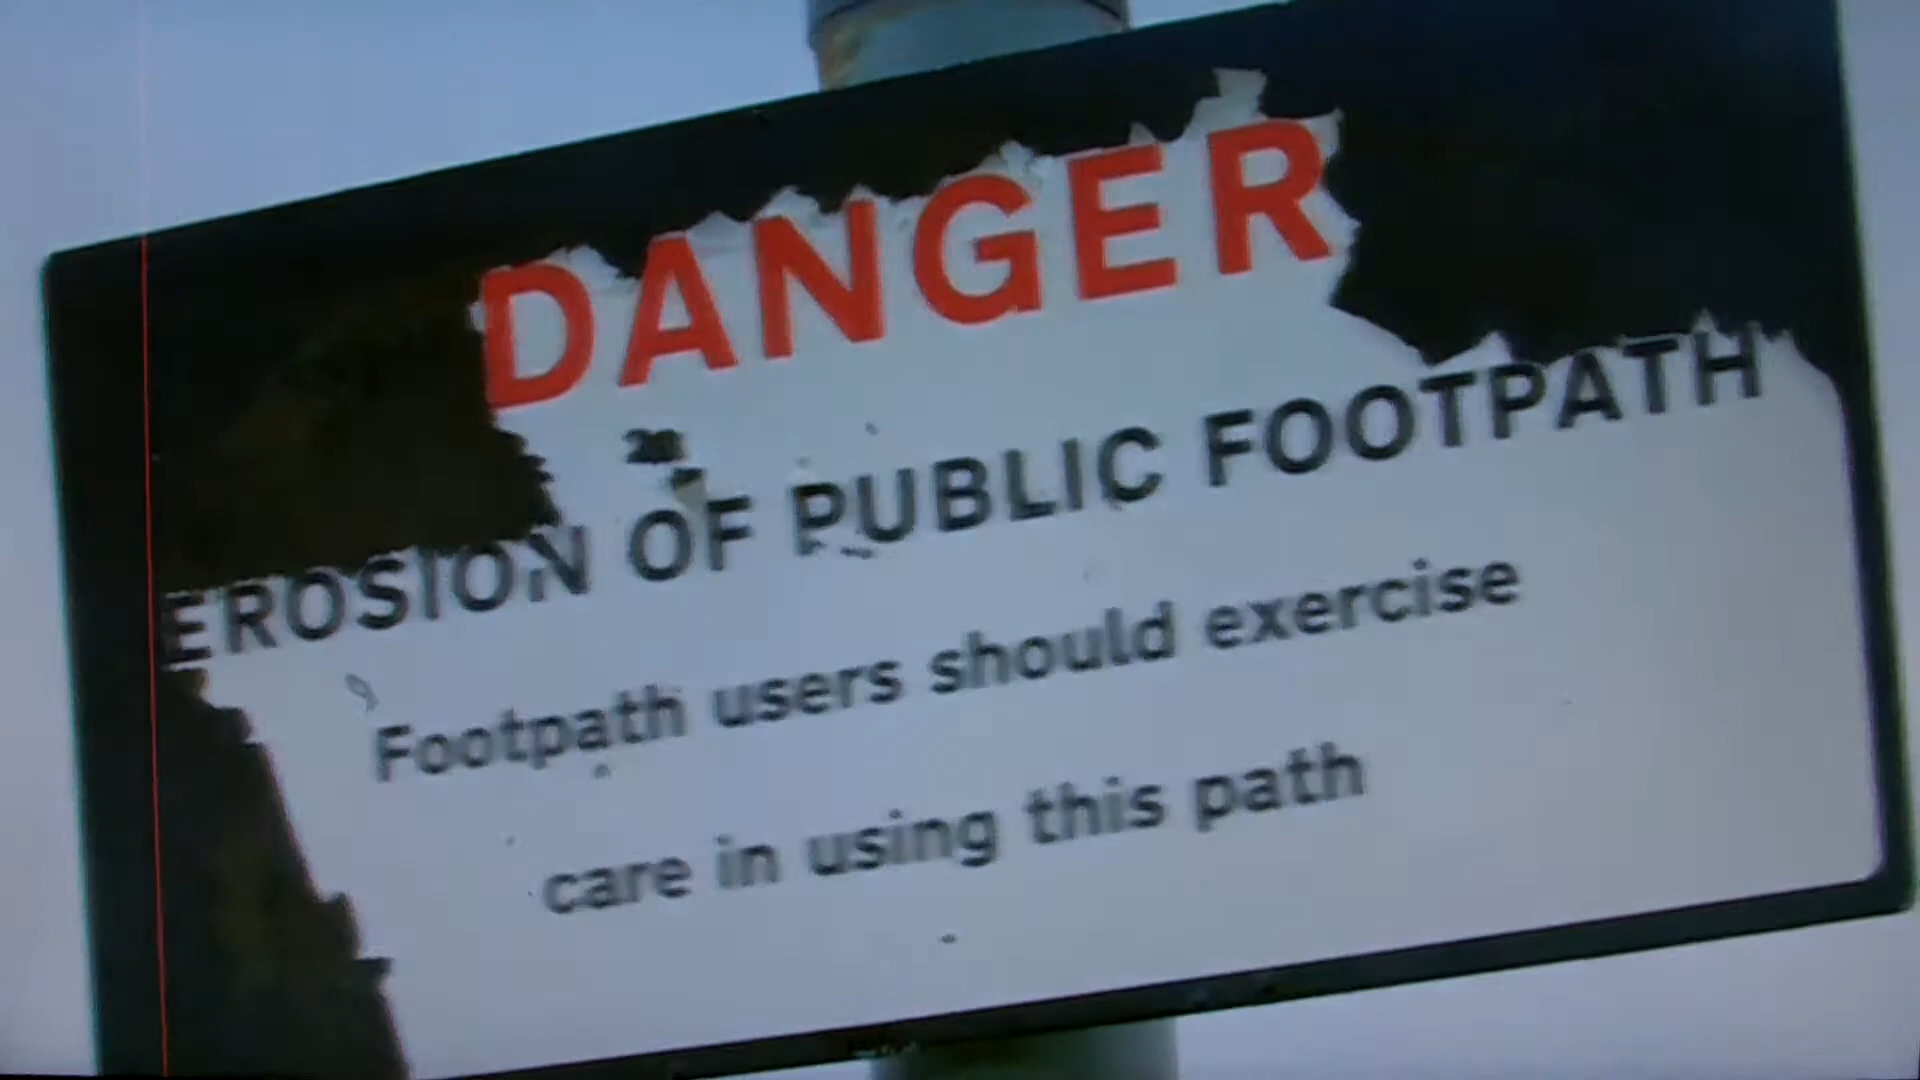 DANGER
EROSION OF PUBLIC FOOTPATH
Footpath users should exercise
care in using this path